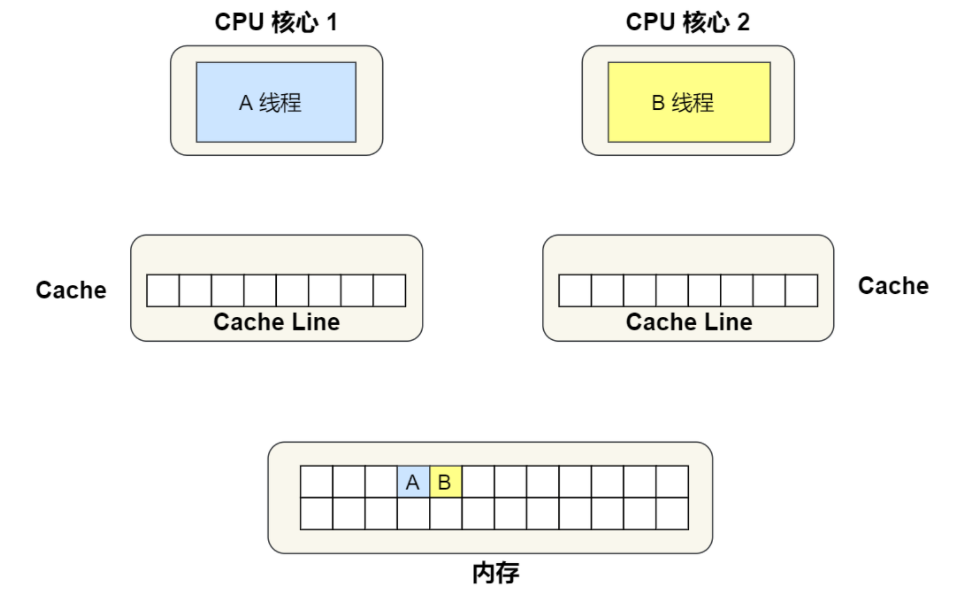 CPU 核心 1
CPU 核心 2
A 线程
B 线程
Cache
Cache Line
Cache Line
Cache
A
B
内存